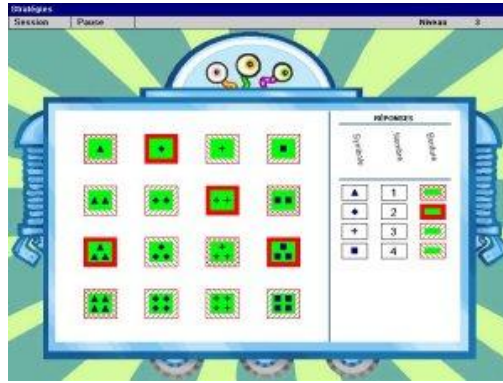 Stratégies
Session Pause Niveau 3
RÉPONSES
Symbole Nombre Bordure
1
2
3
4